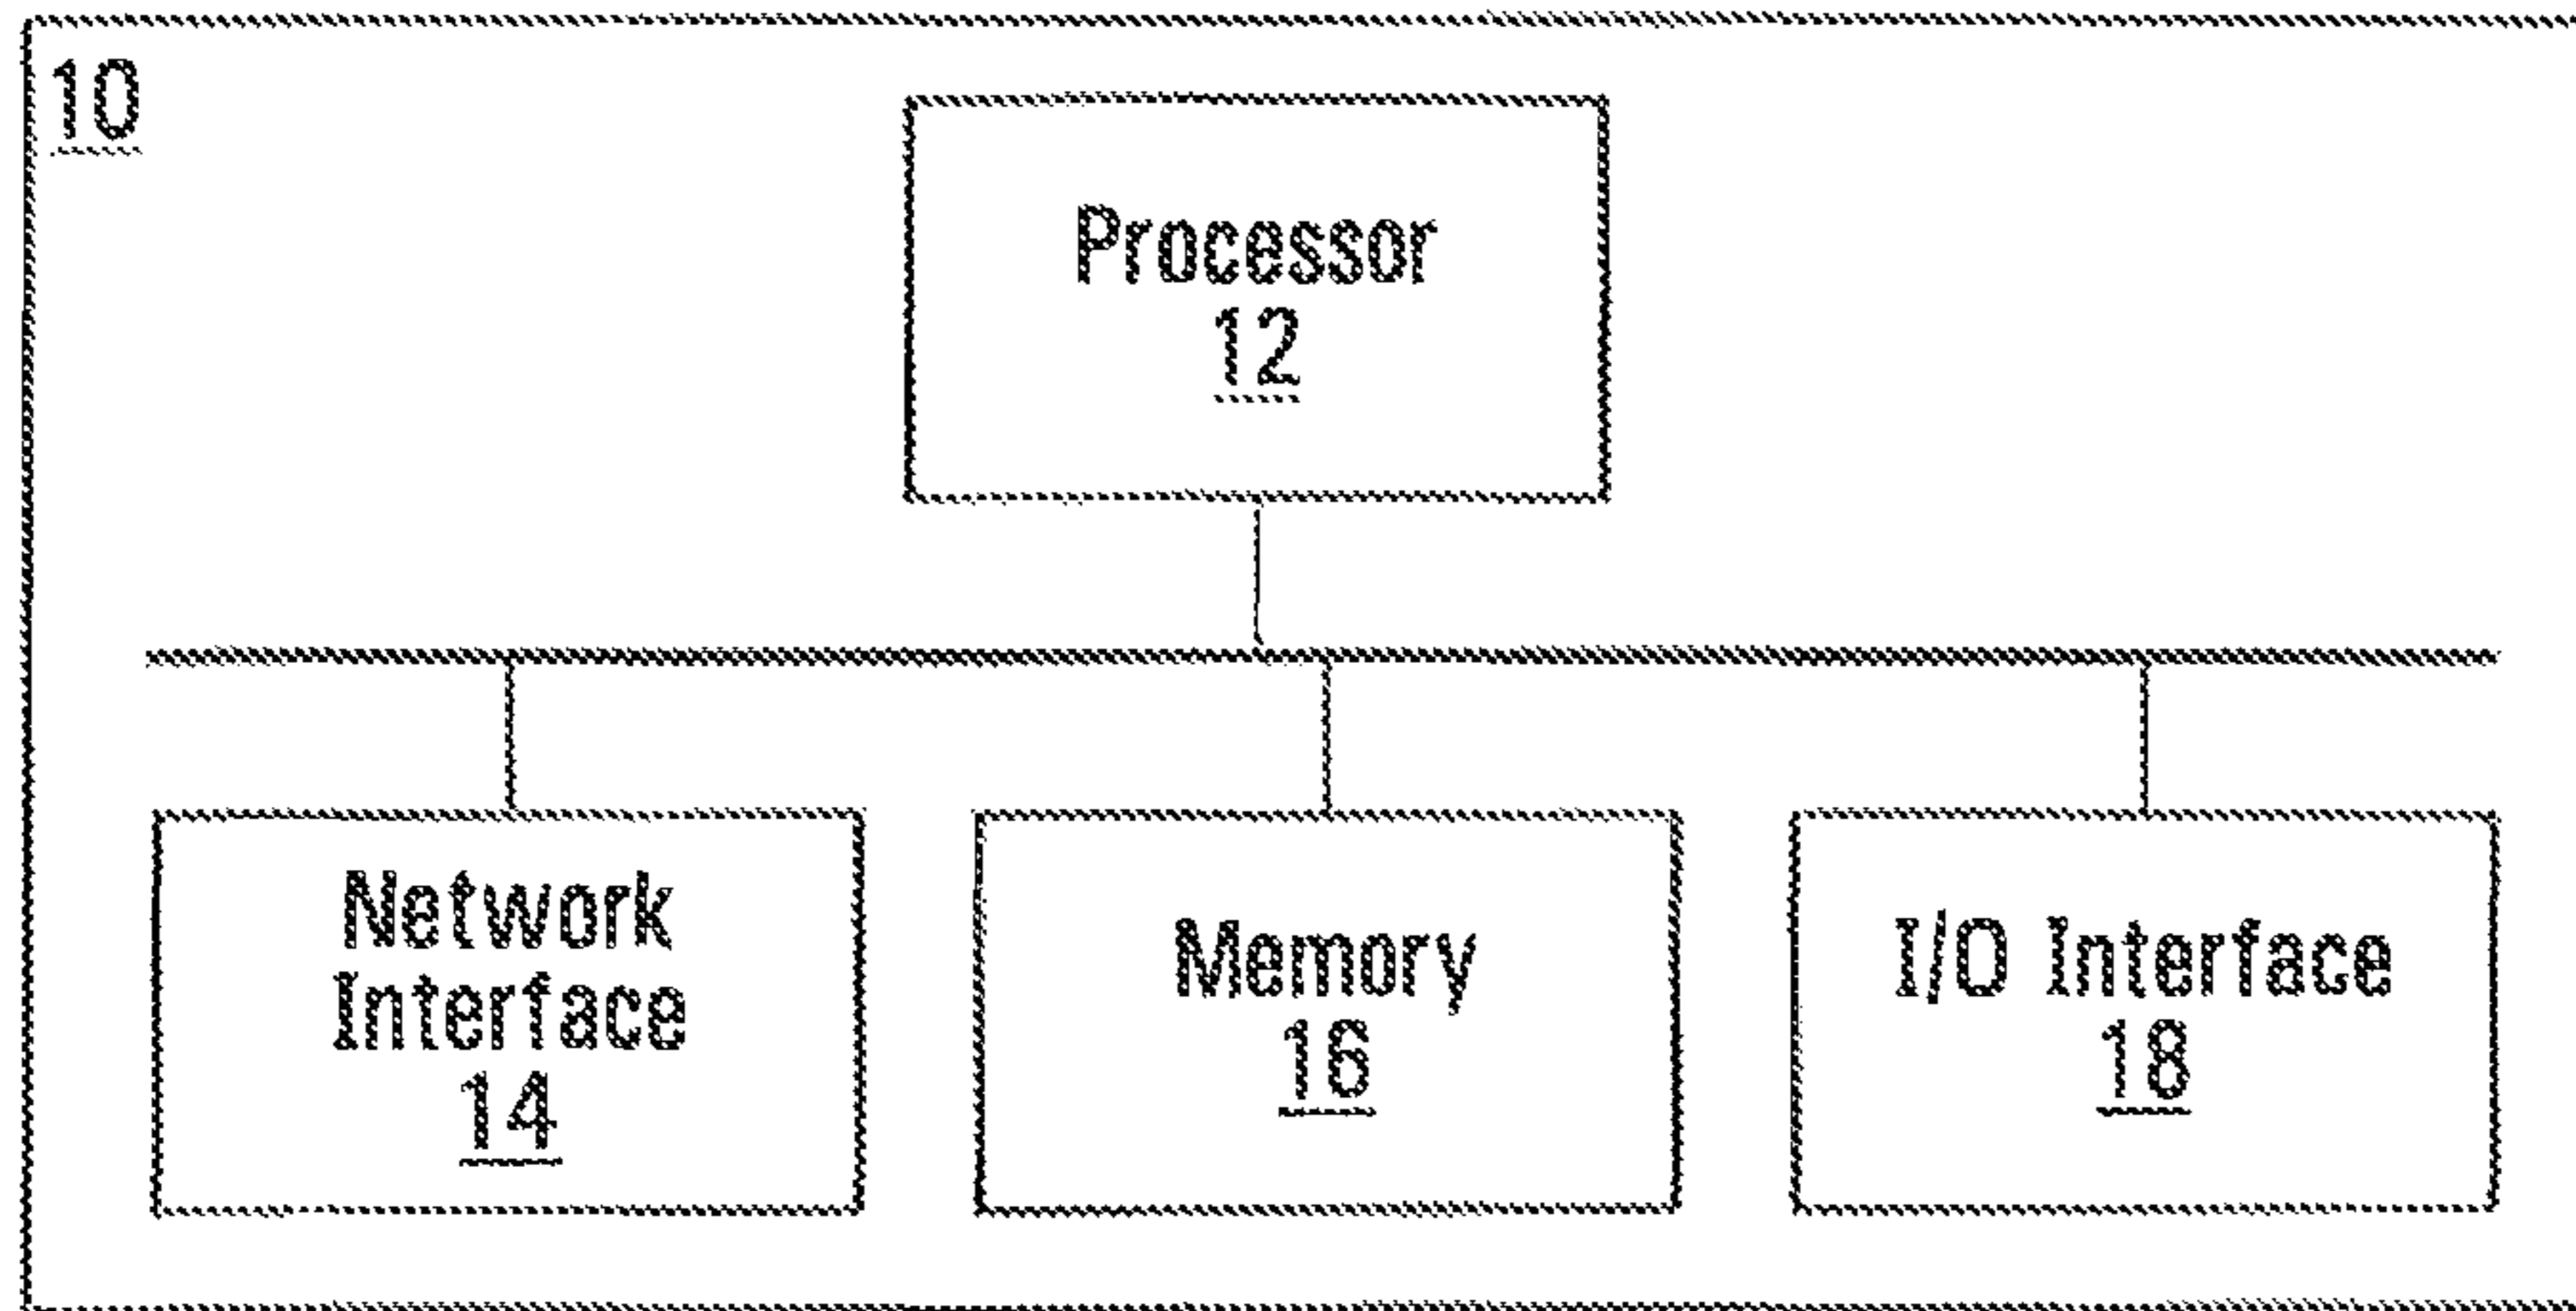 10
Processor
12
Network
Interface
14
Memory
16
I/O Interface
18